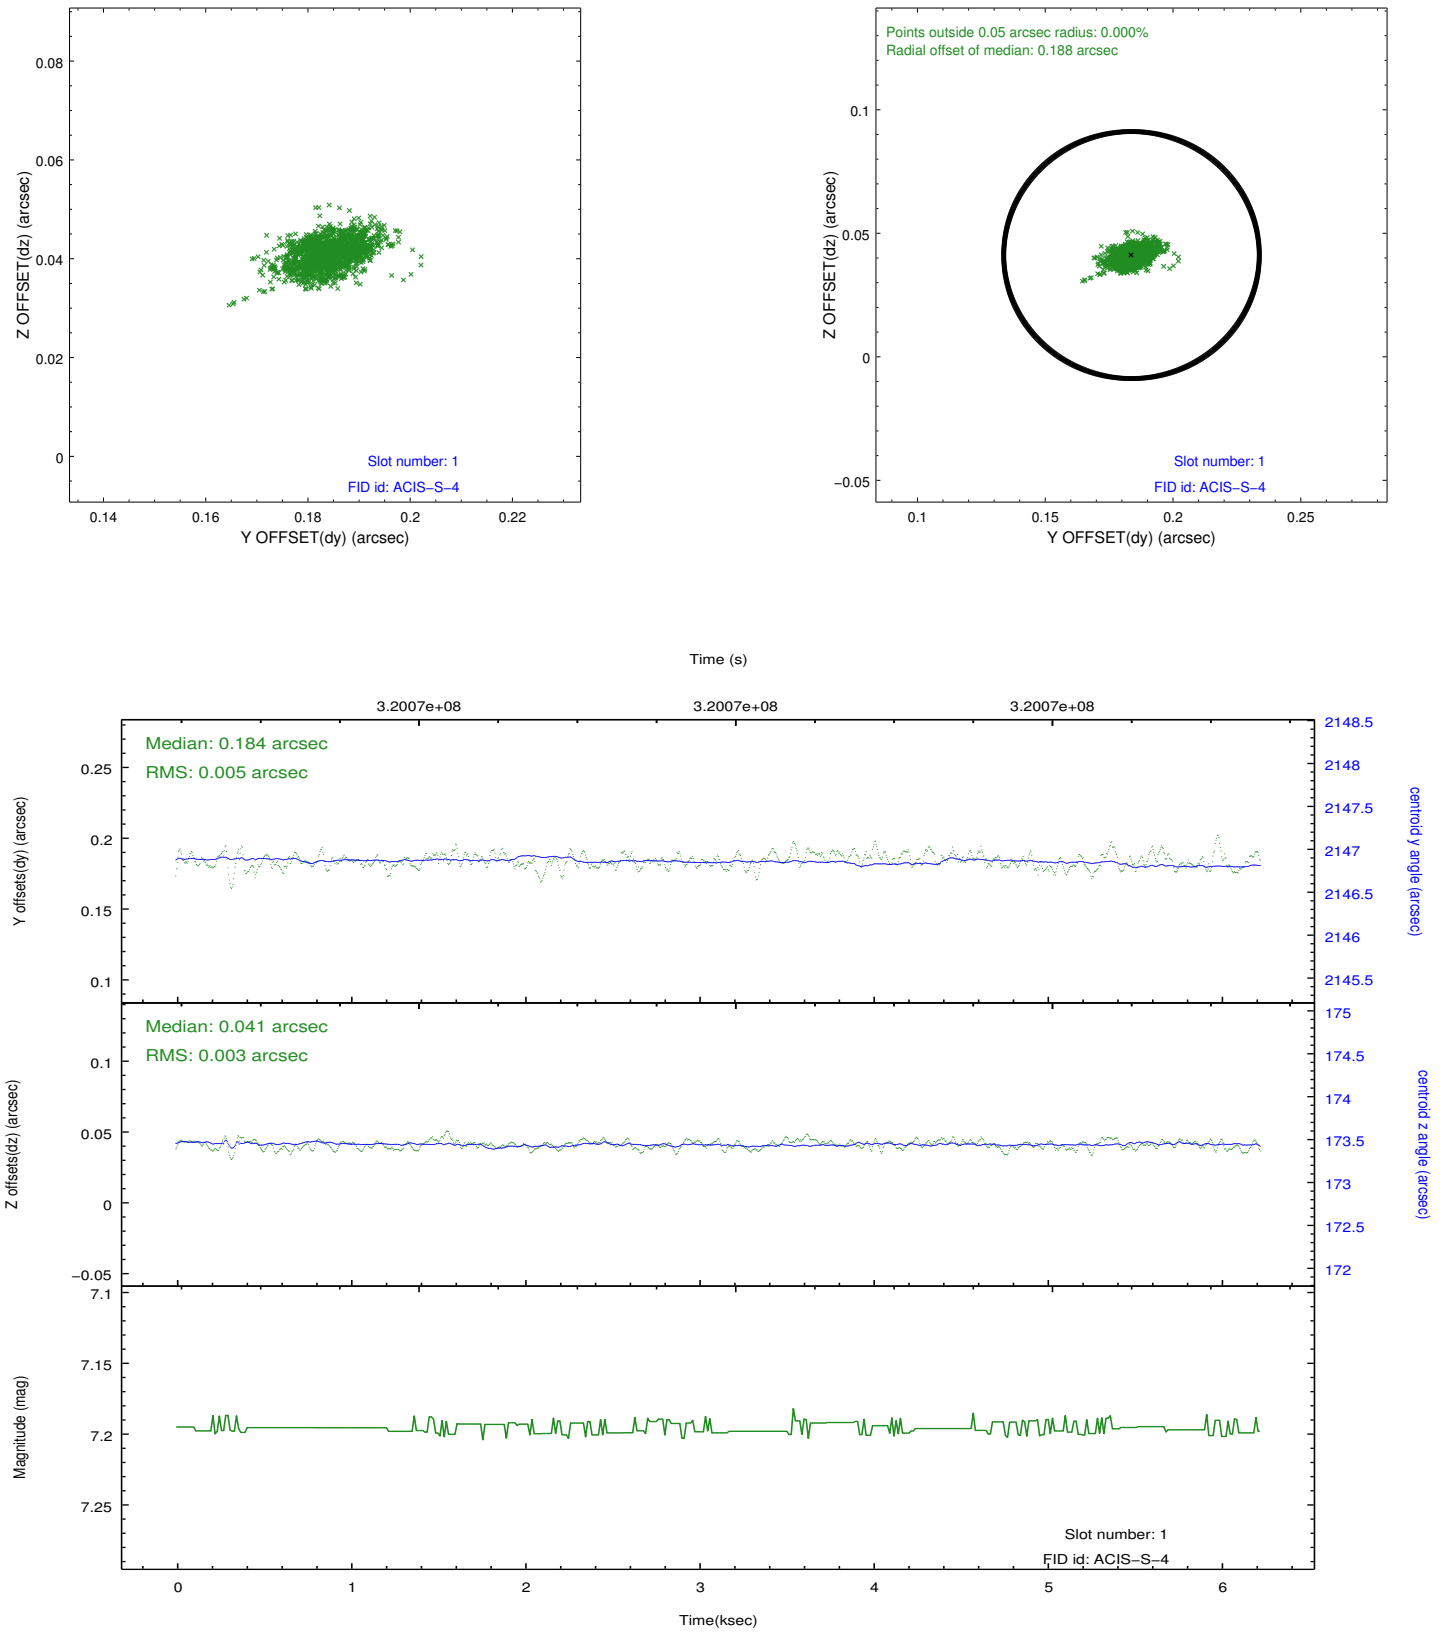 0.08
0.06
0.04
0.02
0
Z OFFSET(dz) (arcsec)
Slot number: 1
FID id: ACIS−S−4
0.14 0.16 0.18 0.2 0.22
Y OFFSET(dy) (arcsec)
Points outside 0.05 arcsec radius: 0.000%
Radial offset of median: 0.188 arcsec
0.1
0.05
0
−0.05
Z OFFSET(dz) (arcsec)
Slot number: 1
FID id: ACIS−S−4
0.1 0.15 0.2 0.25
Y OFFSET(dy) (arcsec)
Time (s)
3.2007e+08 3.2007e+08 3.2007e+08
Median: 0.184 arcsec
RMS: 0.005 arcsec
0.25
0.2
0.15
0.1
Y offsets(dy) (arcsec)
2148.5
2148
2147.5
2147
2146.5
2146
2145.5
centroid y angle (arcsec)
Median: 0.041 arcsec
RMS: 0.003 arcsec
0.1
0.05
0
−0.05
Z offsets(dz) (arcsec)
175
174.5
174
173.5
173
172.5
172
centroid z angle (arcsec)
7.1
7.15
7.2
7.25
Magnitude (mag)
Slot number: 1
FID id: ACIS−S−4
0 1 2 3 4 5 6
Time(ksec)